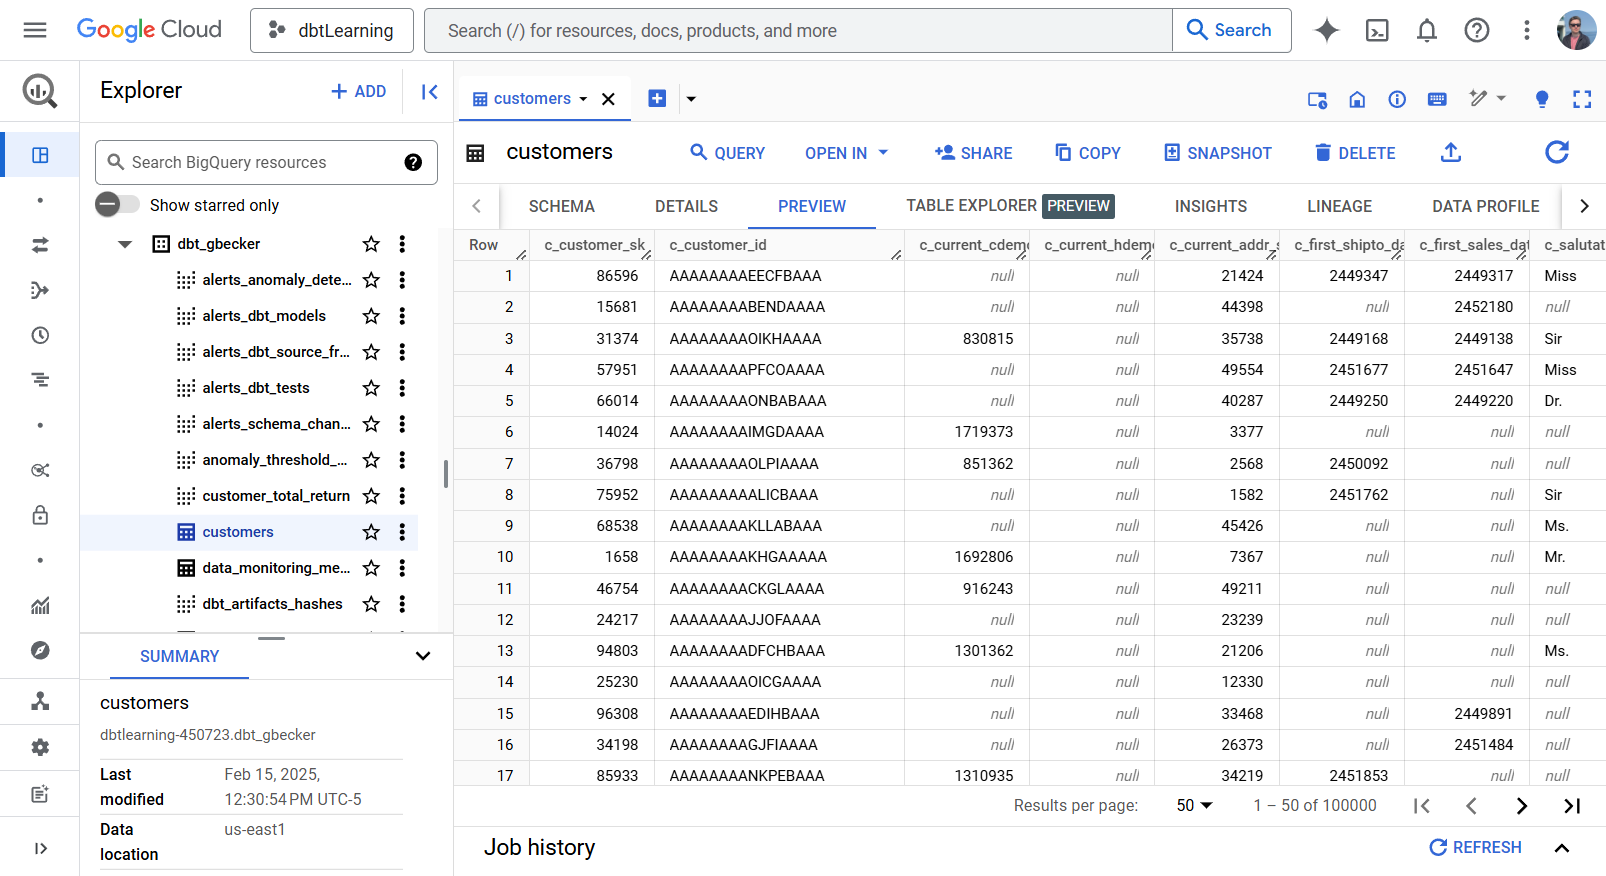 Google Cloud dbtLearning Search (/) for resources, docs, products, and more Search
Explorer + ADD
customers
Search BigQuery resources
Show starred only
dbt_gbecker
alerts_anomaly_dete...
alerts_dbt_models
alerts_dbt_source_fr...
alerts_dbt_tests
alerts_schema_chan...
anomaly_threshold_...
customer_total_return
customers
data_monitoring_me...
dbt_artifacts_hashes
SUMMARY
customers
dbtlearning-450723.dbt_gbecker
Last modified Feb 15, 2025, 12:30:54 PM UTC-5
Data location us-east1
customers QUERY OPEN IN SHARE COPY SNAPSHOT DELETE
SCHEMA DETAILS PREVIEW TABLE EXPLORER PREVIEW INSIGHTS LINEAGE DATA PROFILE
Row c_customer_sk c_customer_id c_current_cdemo c_current_hdemo c_current_addr_s c_first_shipto_da c_first_sales_dat c_salutat
1 86596 AAAAAAAAEECFBAAA null null 21424 2449347 2449317 Miss
2 15681 AAAAAAAABENDAAAA null null 44398 null 2452180 null
3 31374 AAAAAAAAOIKHAAAA 830815 null 35738 2449168 2449138 Sir
4 57951 AAAAAAAAPFCOAAAA null null 49554 2451677 2451647 Miss
5 66014 AAAAAAAAONBABAAA null null 40287 2449250 2449220 Dr.
6 14024 AAAAAAAAIMGDAAAA 1719373 null 3377 null null null
7 36798 AAAAAAAAOLPIAAAA 851362 null 2568 2450092 null null
8 75952 AAAAAAAAALICBAAA null null 1582 2451762 null Sir
9 68538 AAAAAAAAKLLABAAA null null 45426 null null Ms.
10 1658 AAAAAAAAKHGAAAAA 1692806 null 7367 null null Mr.
11 46754 AAAAAAAACKGLAAAA 916243 null 49211 null null null
12 24217 AAAAAAAAJJOFAAAA null null 23239 null null null
13 94803 AAAAAAAADFCHBAAA 1301362 null 21206 null null Ms.
14 25230 AAAAAAAAOICGAAAA null null 12330 null null null
15 96308 AAAAAAAAEDIHBAAA null null 33468 null 2449891 null
16 34198 AAAAAAAAGJFIAAAA null null 26373 null 2451484 null
17 85933 AAAAAAAANKPEBAAA 1310935 null 34219 2451853 null null
Results per page: 50 1 – 50 of 100000
Job history REFRESH